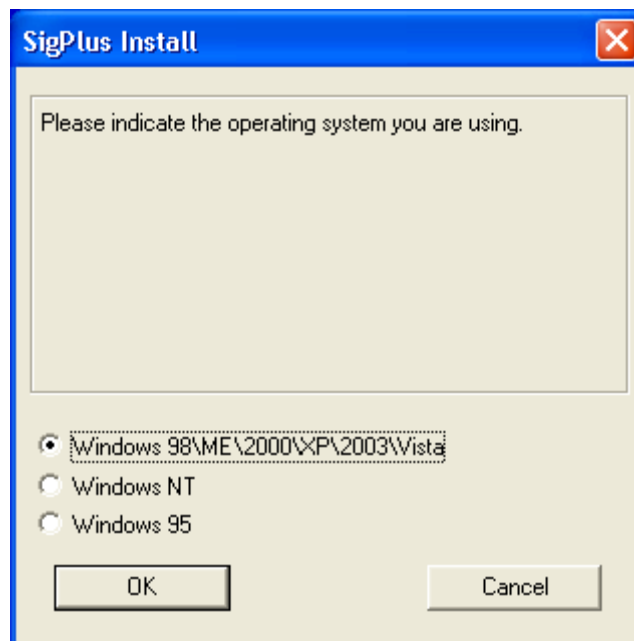 SigPlus Install
Please indicate the operating system you are using.
Windows 98\ME\2000\XP\2003\Vista
Windows NT
Windows 95
OK
Cancel